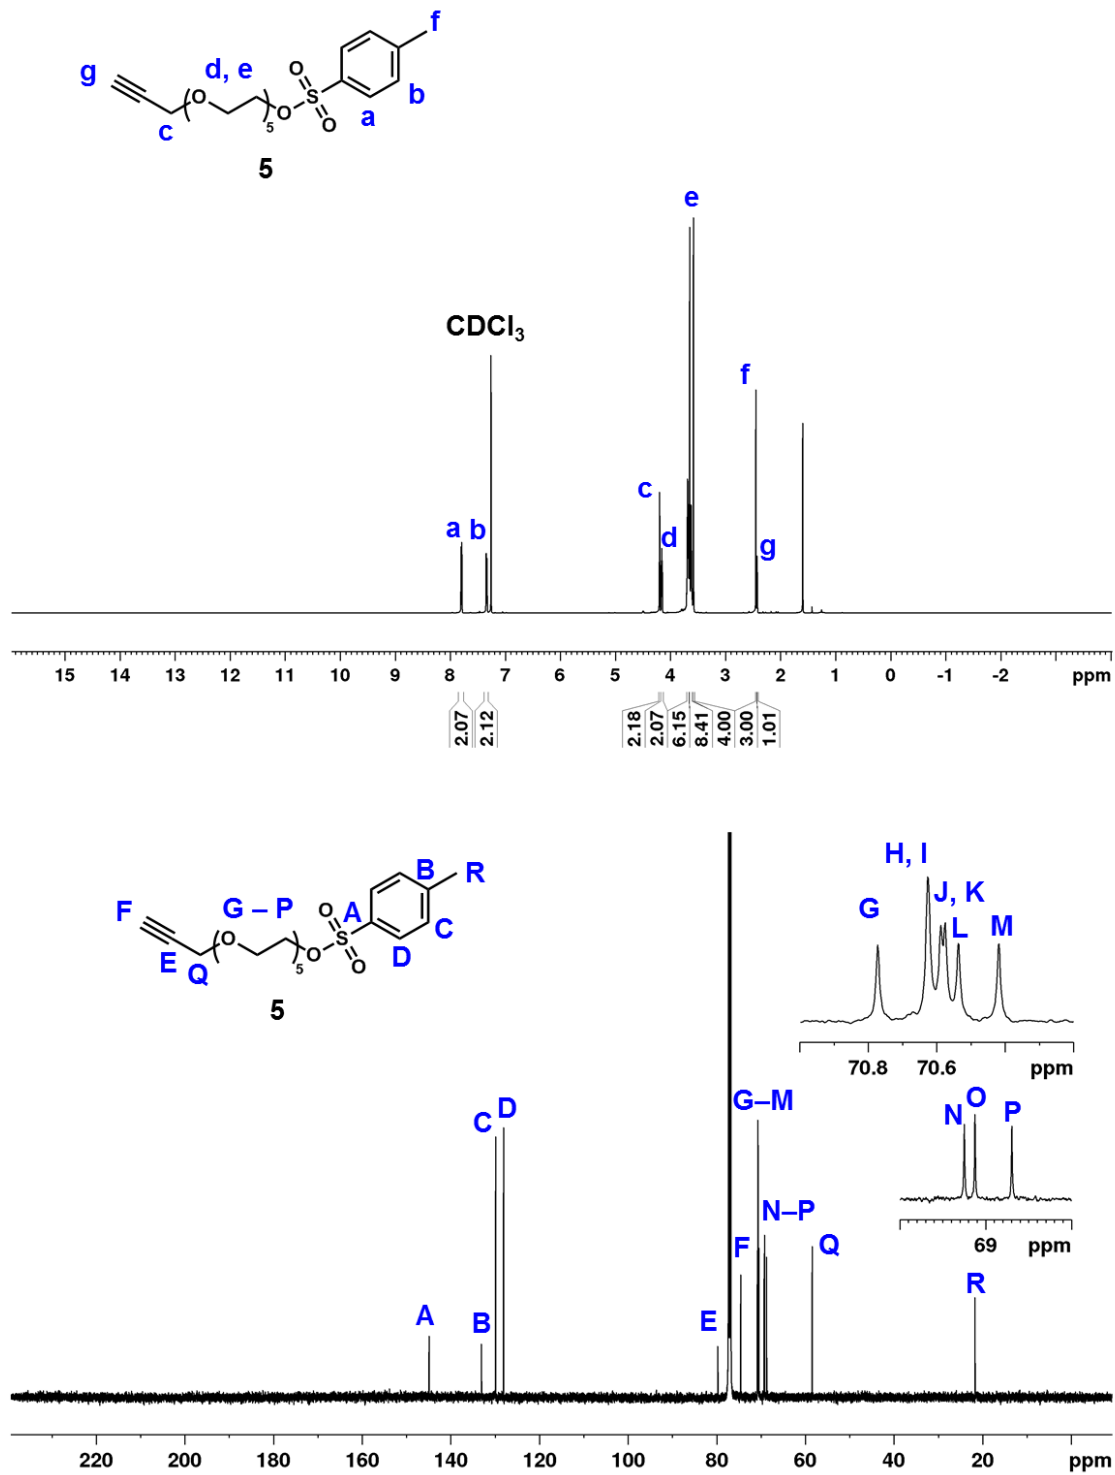 f
g
d, e
O
O
S
O
O
5
c
a
b
5
e
CDCl3
f
c
a
b
d
g
15 14 13 12 11 10 9 8 7 6 5 4 3 2 1 0 -1 -2 ppm
2.07
2.12
2.18
2.07
6.15
8.41
4.00
3.00
1.01
H, I
J, K
G
L
M
70.8 70.6 ppm
B
R
F
G – P
O
A
C
O
S
O
O
5
E
Q
D
5
G–M
O
N
P
69 ppm
C
D
N–P
F
Q
R
A
B
E
220 200 180 160 140 120 100 80 60 40 20 ppm